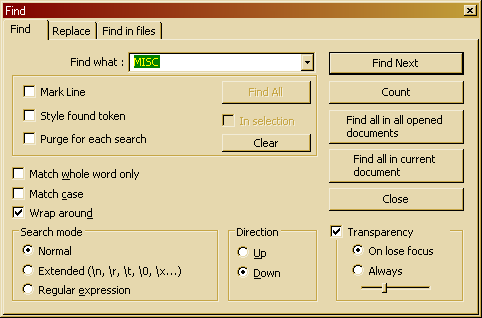 Find
Find Replace Find in files
Find what : MISC Find Next
Mark Line Find All Count
Style found token In selection Find all in all opened documents
Purge for each search Clear Find all in current document
Match whole word only
Match case Close
Wrap around
Search mode Direction Transparency
Normal Up On lose focus
Extended (\n, \r, \t, \0, \x...) Down Always
Regular expression